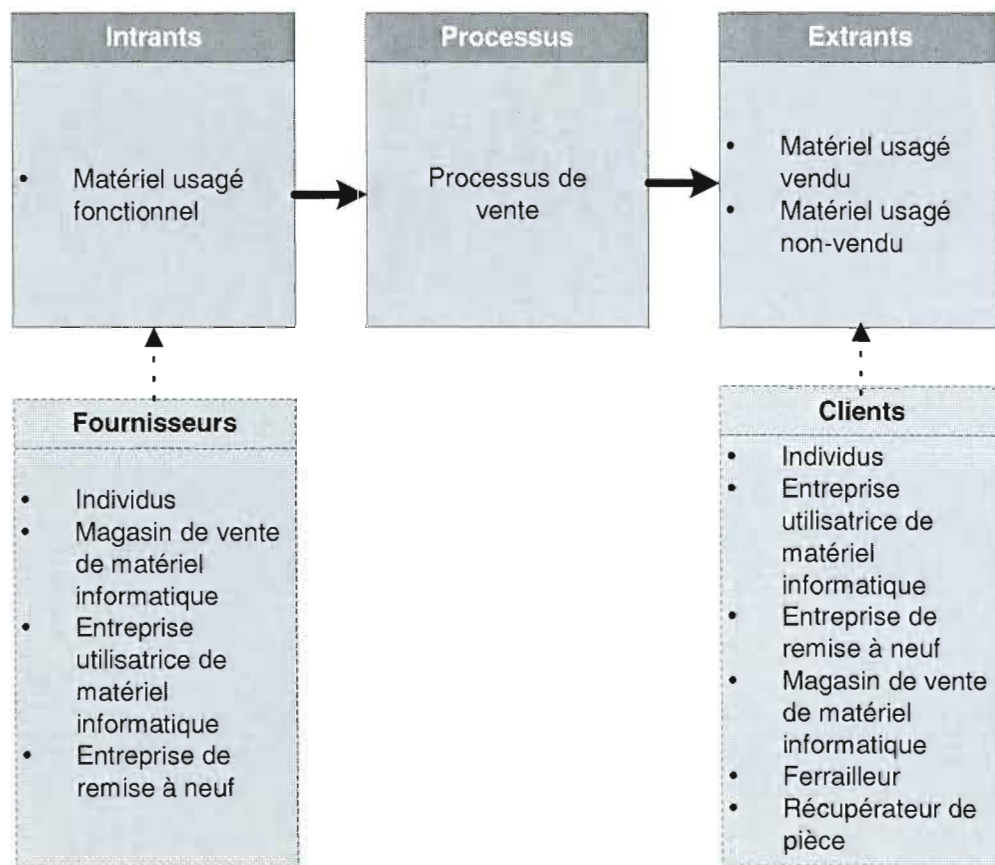 Intrants
• Matériel usagé
fonctionnel
Processus
Processus de
vente
Extrants
• Matériel usagé
vendu
• Matériel usagé
non-vendu
Fournisseurs
• Individus
• Magasin de vente
de matériel
informatique
• Entreprise
utilisatrice de
matériel
informatique
• Entreprise de
remise à neuf
Clients
• Individus
• Entreprise
utilisatrice de
matériel
informatique
• Entreprise de
remise à neuf
• Magasin de vente
de matériel
informatique
• Ferrailleur
• Récupérateur de
pièce